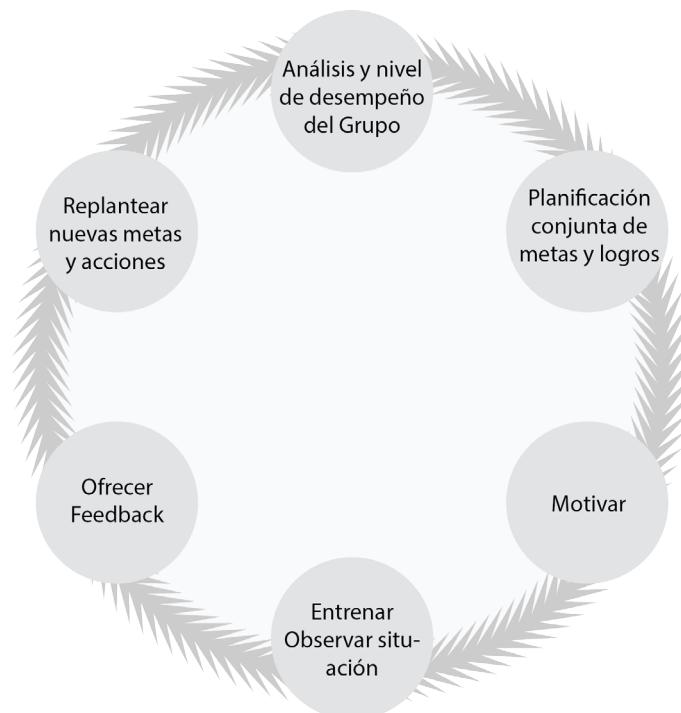 Análisis y nivel
de desempeño
del Grupo
Planificación
conjunta de
metas y logros
Motivar
Entrenar
Observar situ-
ación
Ofrecer
Feedback
Replantear
nuevas metas
y acciones